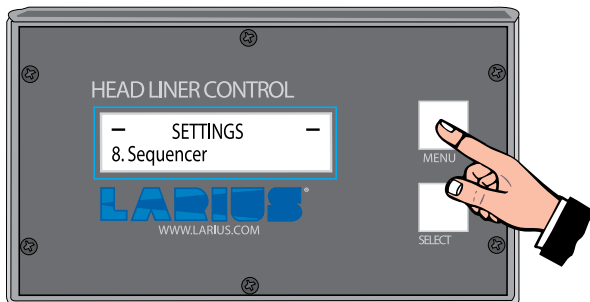 HEAD LINER CONTROL
– SETTINGS –
8. Sequencer
LARIUS®
WWW.LARIUS.COM
MENU
SELECT